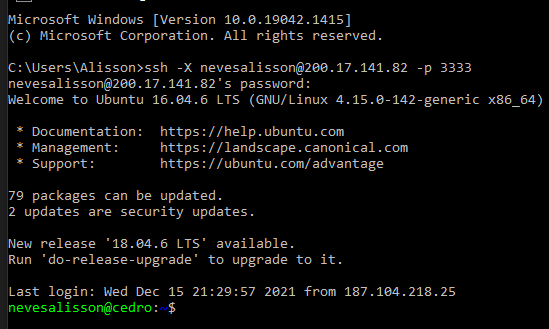 Microsoft Windows [Version 10.0.19042.1415]
(c) Microsoft Corporation. All rights reserved.
C:\Users\Alisson>ssh -X nevesalisson@200.17.141.82 -p 3333
nevesalisson@200.17.141.82's password:
Welcome to Ubuntu 16.04.6 LTS (GNU/Linux 4.15.0-142-generic x86_64)
* Documentation:  https://help.ubuntu.com
* Management:     https://landscape.canonical.com
* Support:        https://ubuntu.com/advantage
79 packages can be updated.
2 updates are security updates.
New release '18.04.6 LTS' available.
Run 'do-release-upgrade' to upgrade to it.
Last login: Wed Dec 15 21:29:57 2021 from 187.104.218.25
nevesalisson@cedro:~$